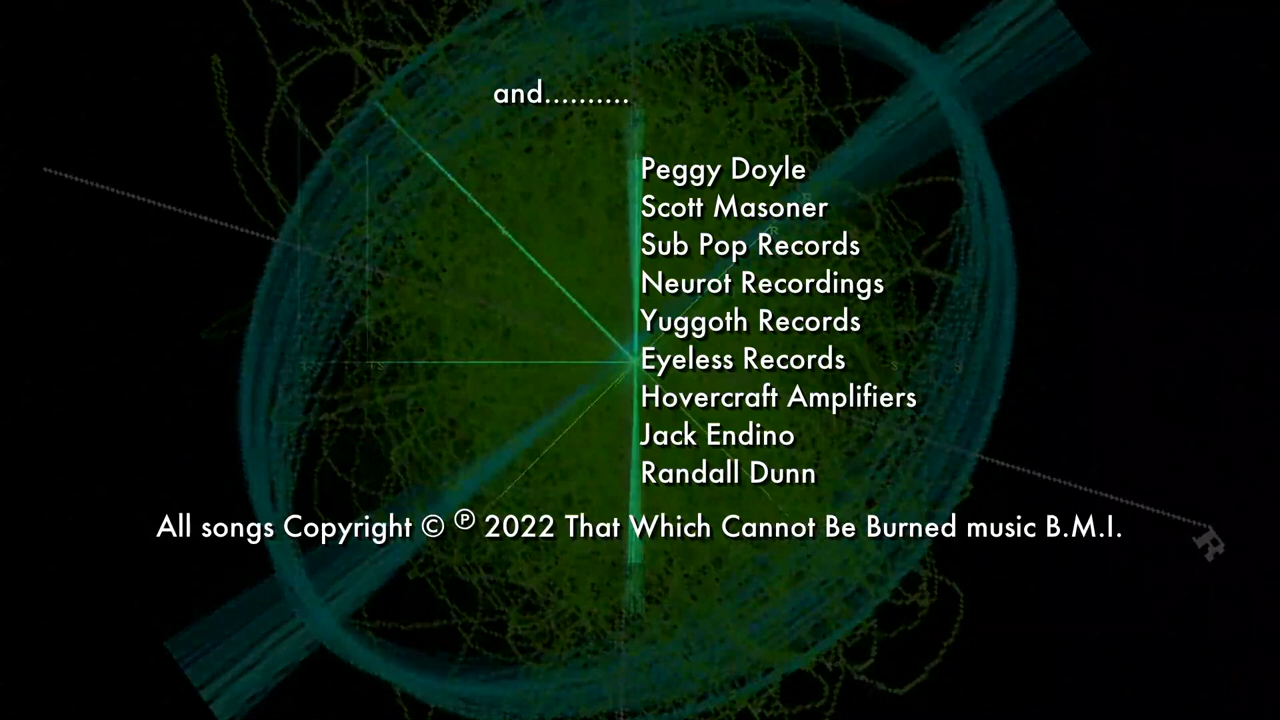 and..........
Peggy Doyle
Scott Masoner
Sub Pop Records
Neurot Recordings
Yuggoth Records
Eyeless Records
Hovercraft Amplifiers
Jack Endino
Randall Dunn
All songs Copyright © ℗ 2022 That Which Cannot Be Burned music B.M.I.
R